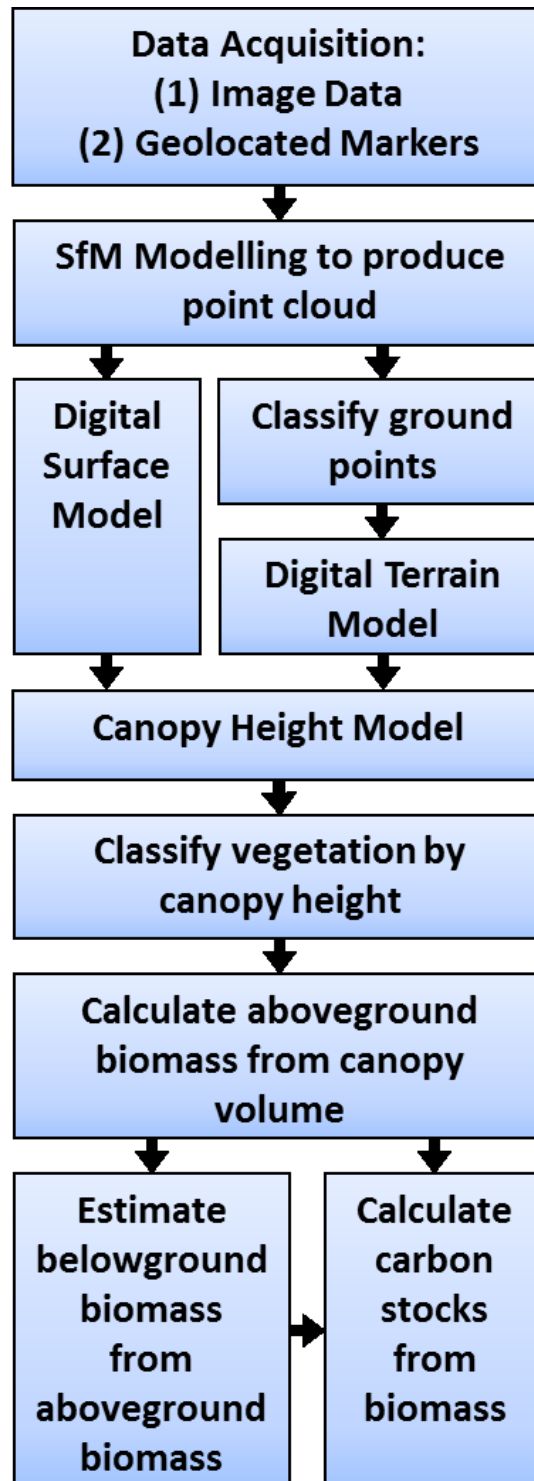 Data Acquisition:
(1) Image Data
(2) Geolocated Markers
SfM Modelling to produce
point cloud
Digital
Surface
Model
Classify ground
points
Digital Terrain
Model
Canopy Height Model
Classify vegetation by
canopy height
Calculate aboveground
biomass from canopy
volume
Estimate
belowground
biomass
from
aboveground
biomass
Calculate
carbon
stocks
from
biomass